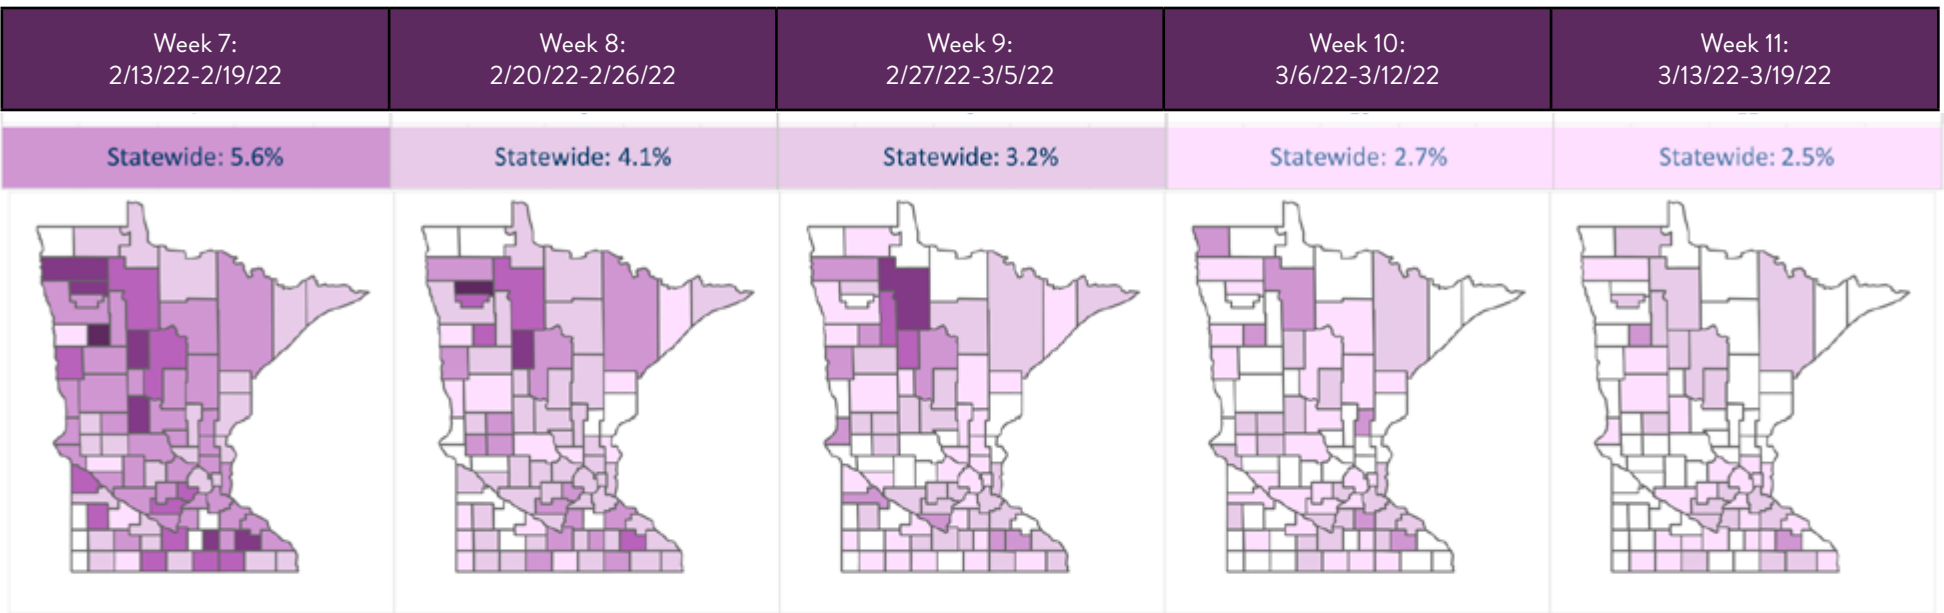 Week 7:
2/13/22-2/19/22
Week 8:
2/20/22-2/26/22
Week 9:
2/27/22-3/5/22
Week 10:
3/6/22-3/12/22
Week 11:
3/13/22-3/19/22
Statewide: 5.6%
Statewide: 4.1%
Statewide: 3.2%
Statewide: 2.7%
Statewide: 2.5%